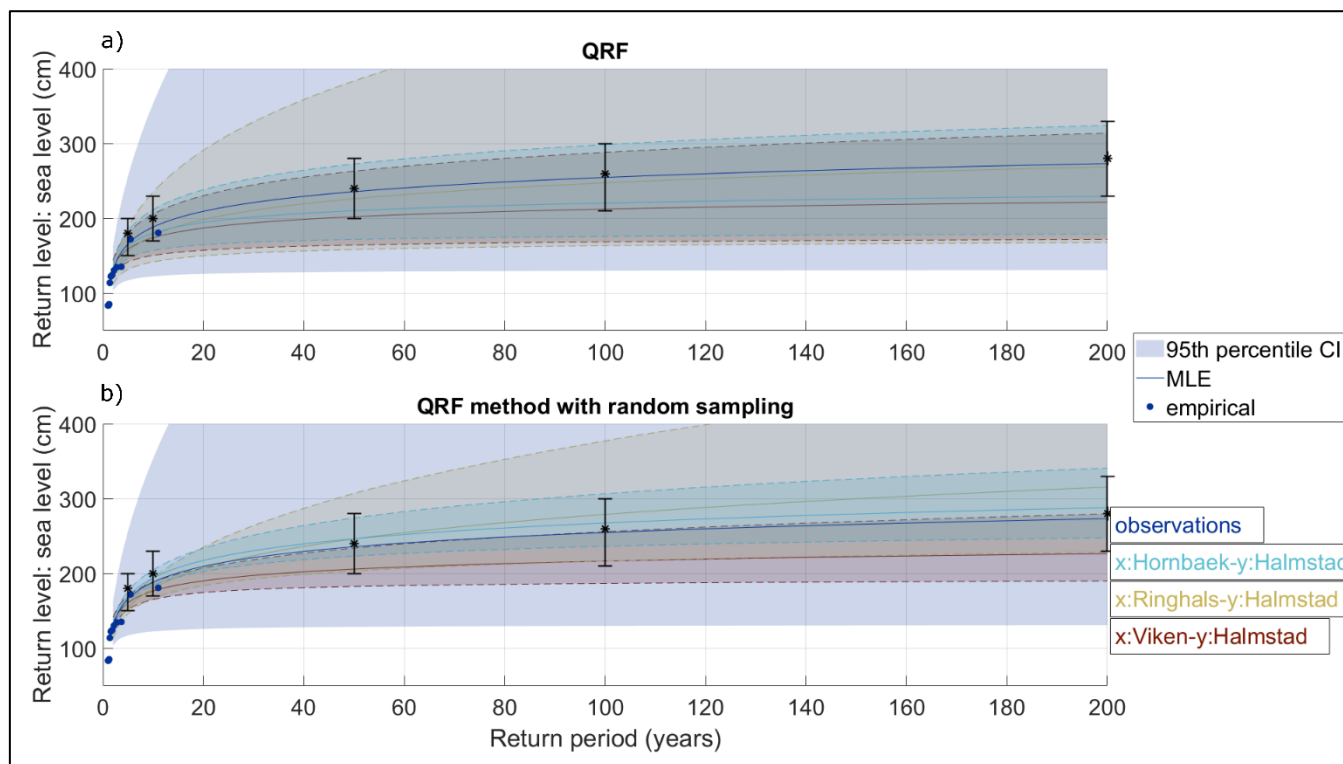 a)
QRF
Return level: sea level (cm)
400
300
200
100
0 20 40 60 80 100 120 140 160 180 200
b)
QRF method with random sampling
Return level: sea level (cm)
400
300
200
100
0 20 40 60 80 100 120 140 160 180 200
Return period (years)
95th percentile CI
MLE
empirical
observations
x:Hornbaek-y:Halmstad
x:Ringhals-y:Halmstad
x:Viken-y:Halmstad